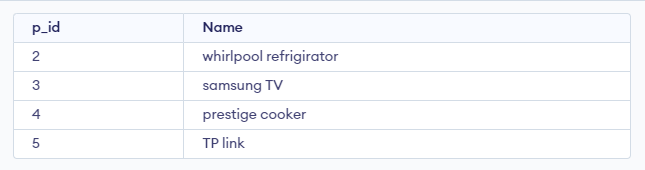 p_id Name
2 whirlpool refrigirator
3 samsung TV
4 prestige cooker
5 TP link